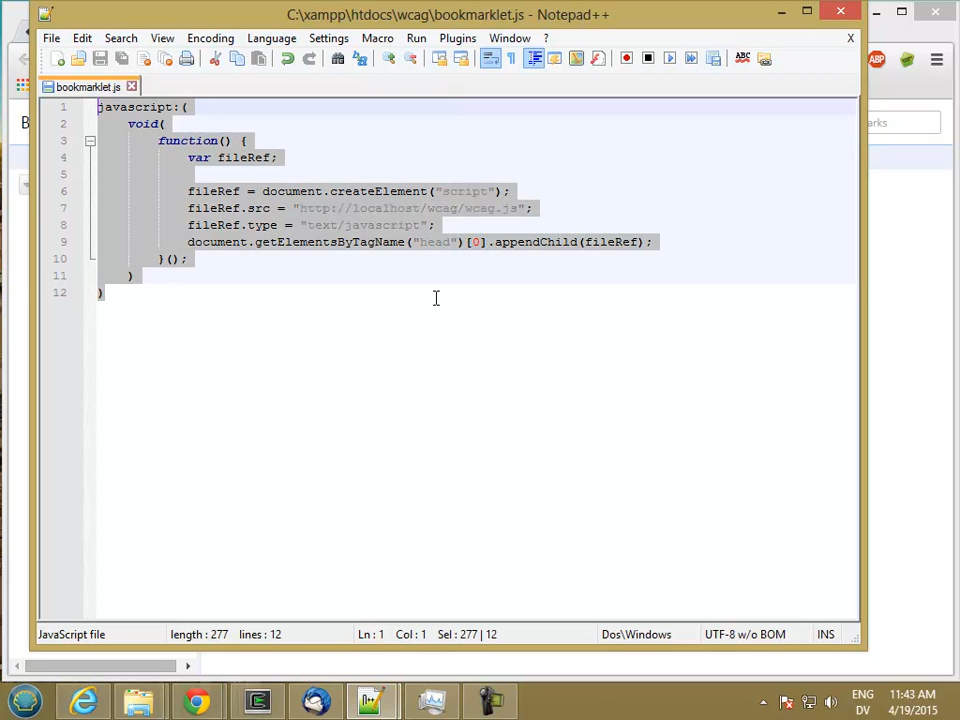 C:\xampp\htdocs\wcag\bookmarklet.js - Notepad++
File Edit Search View Encoding Language Settings Macro Run Plugins Window ? X
ABC
ABP
bookmarklet.js
1 javascript:(
2 void(
3 function() {
4 var fileRef;
5
6 fileRef = document.createElement("script");
7 fileRef.src = "http://localhost/wcag/wcag.js";
8 fileRef.type = "text/javascript";
9 document.getElementsByTagName("head")[0].appendChild(fileRef);
10 }();
11 )
12 )
B
arks
JavaScript file length : 277 lines : 12 Ln : 1 Col : 1 Sel : 277 | 12 Dos\Windows UTF-8 w/o BOM INS
ENG 11:43 AM
DV 4/19/2015